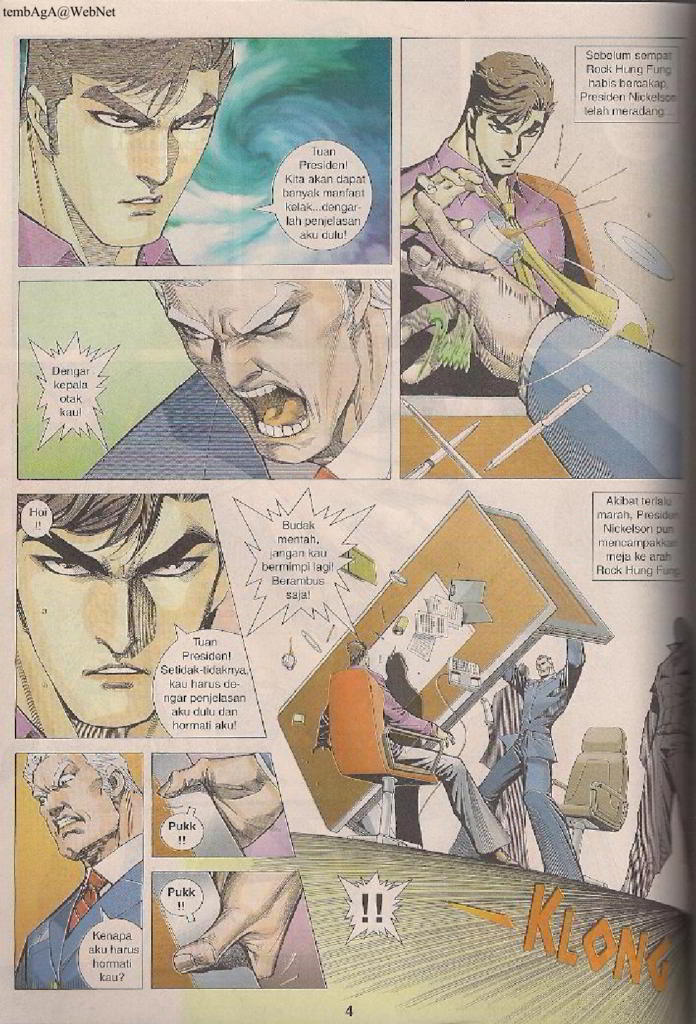 tembAgA@WebNet
Tuan
Presiden!
Kita akan dapat
banyak manfaat
kelak...dengar-
lah penjelasan
aku dulu!
Sebelum sempat
Rock Hung Fung
habis bercakap,
Presiden Nickelson
telah meradang...
Dengar
kepala
otak
kau!
Hoi
!!
Tuan
Presiden!
Setidak-tidaknya,
kau harus de-
ngar penjelasan
aku dulu dan
hormati aku!
Budak
mentah,
jangan kau
bermimpi lagi!
Berambus
saja!
Akibat terlalu
marah, Presiden
Nickelson pun
mencampakkan
meja ke arah
Rock Hung Fung
Kenapa
aku harus
hormati
kau?
Pukk
!!
Pukk
!!
!!
KLONG
4